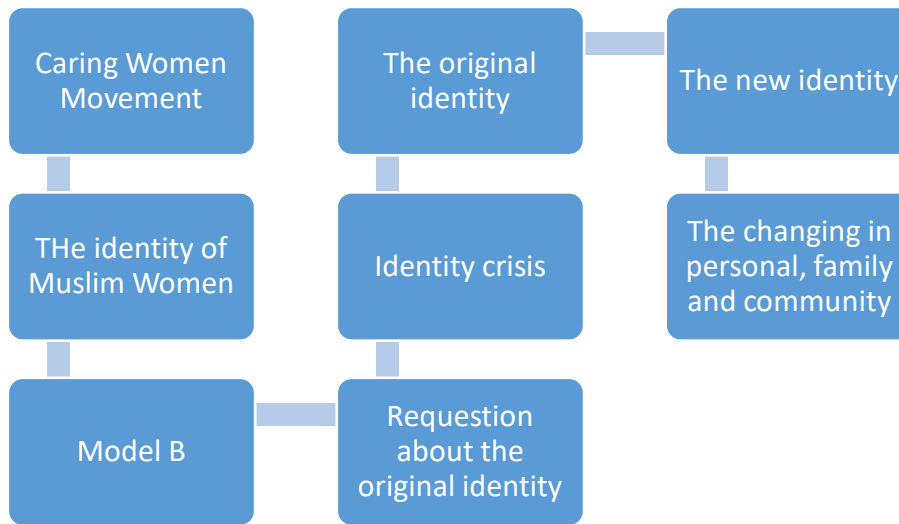 Caring Women
Movement
THe identity of
Muslim Women
Model B
Requestion
about the
original identity
Identity crisis
The original
identity
The new identity
The changing in
personal, family
and community